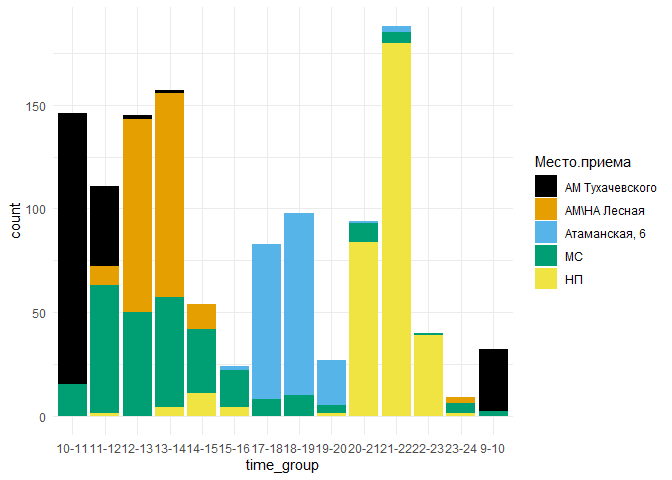 150
100
50
0
count
10-11 11-12 12-13 13-14 14-15 15-16 17-18 18-19 19-20 20-21 21-22 22-23 23-24 9-10
time_group
Место.приема
АМ Тухачевского
АМ\НА Лесная
Атаманская, 6
МС
НП